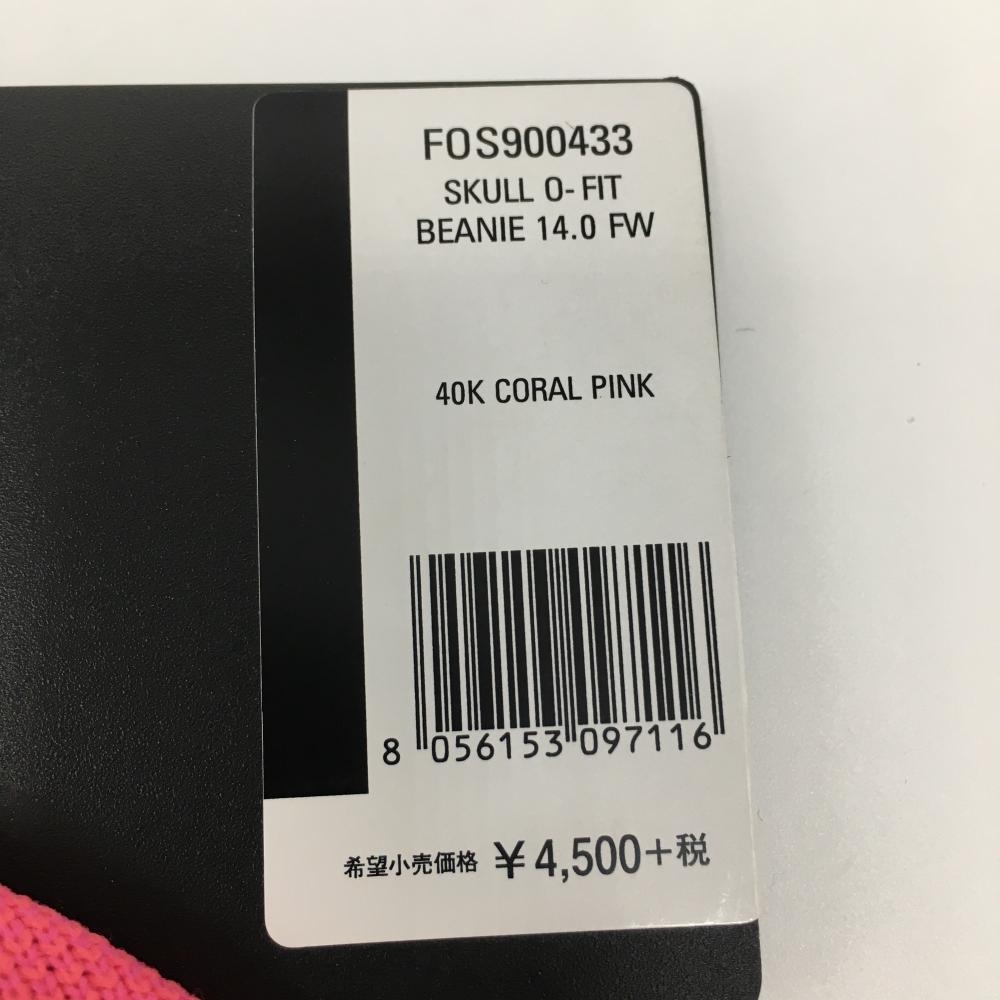 FOS900433
SKULL O-FIT
BEANIE 14.0 FW
40K CORAL PINK
8 056153 097116
希望小売価格 ¥4,500+税